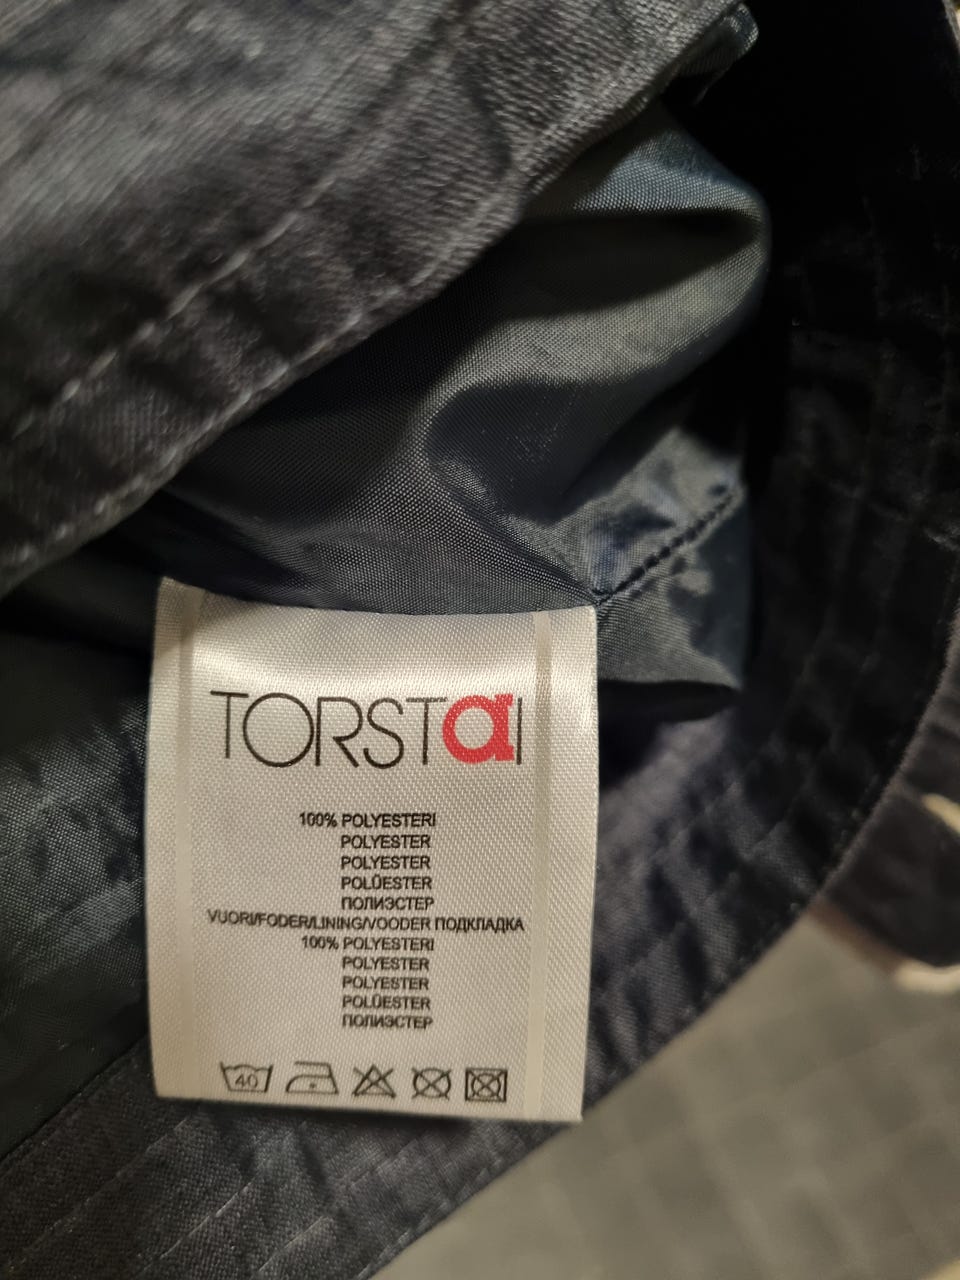 TORSTaI
100% POLYESTERI
POLYESTER
POLYESTER
POLÜESTER
ПОЛИЭСТЕР
VUORI/FODER/LINING/VOODER ПОДКЛАДКА
100% POLYESTERI
POLYESTER
POLYESTER
POLÜESTER
ПОЛИЭСТЕР
40